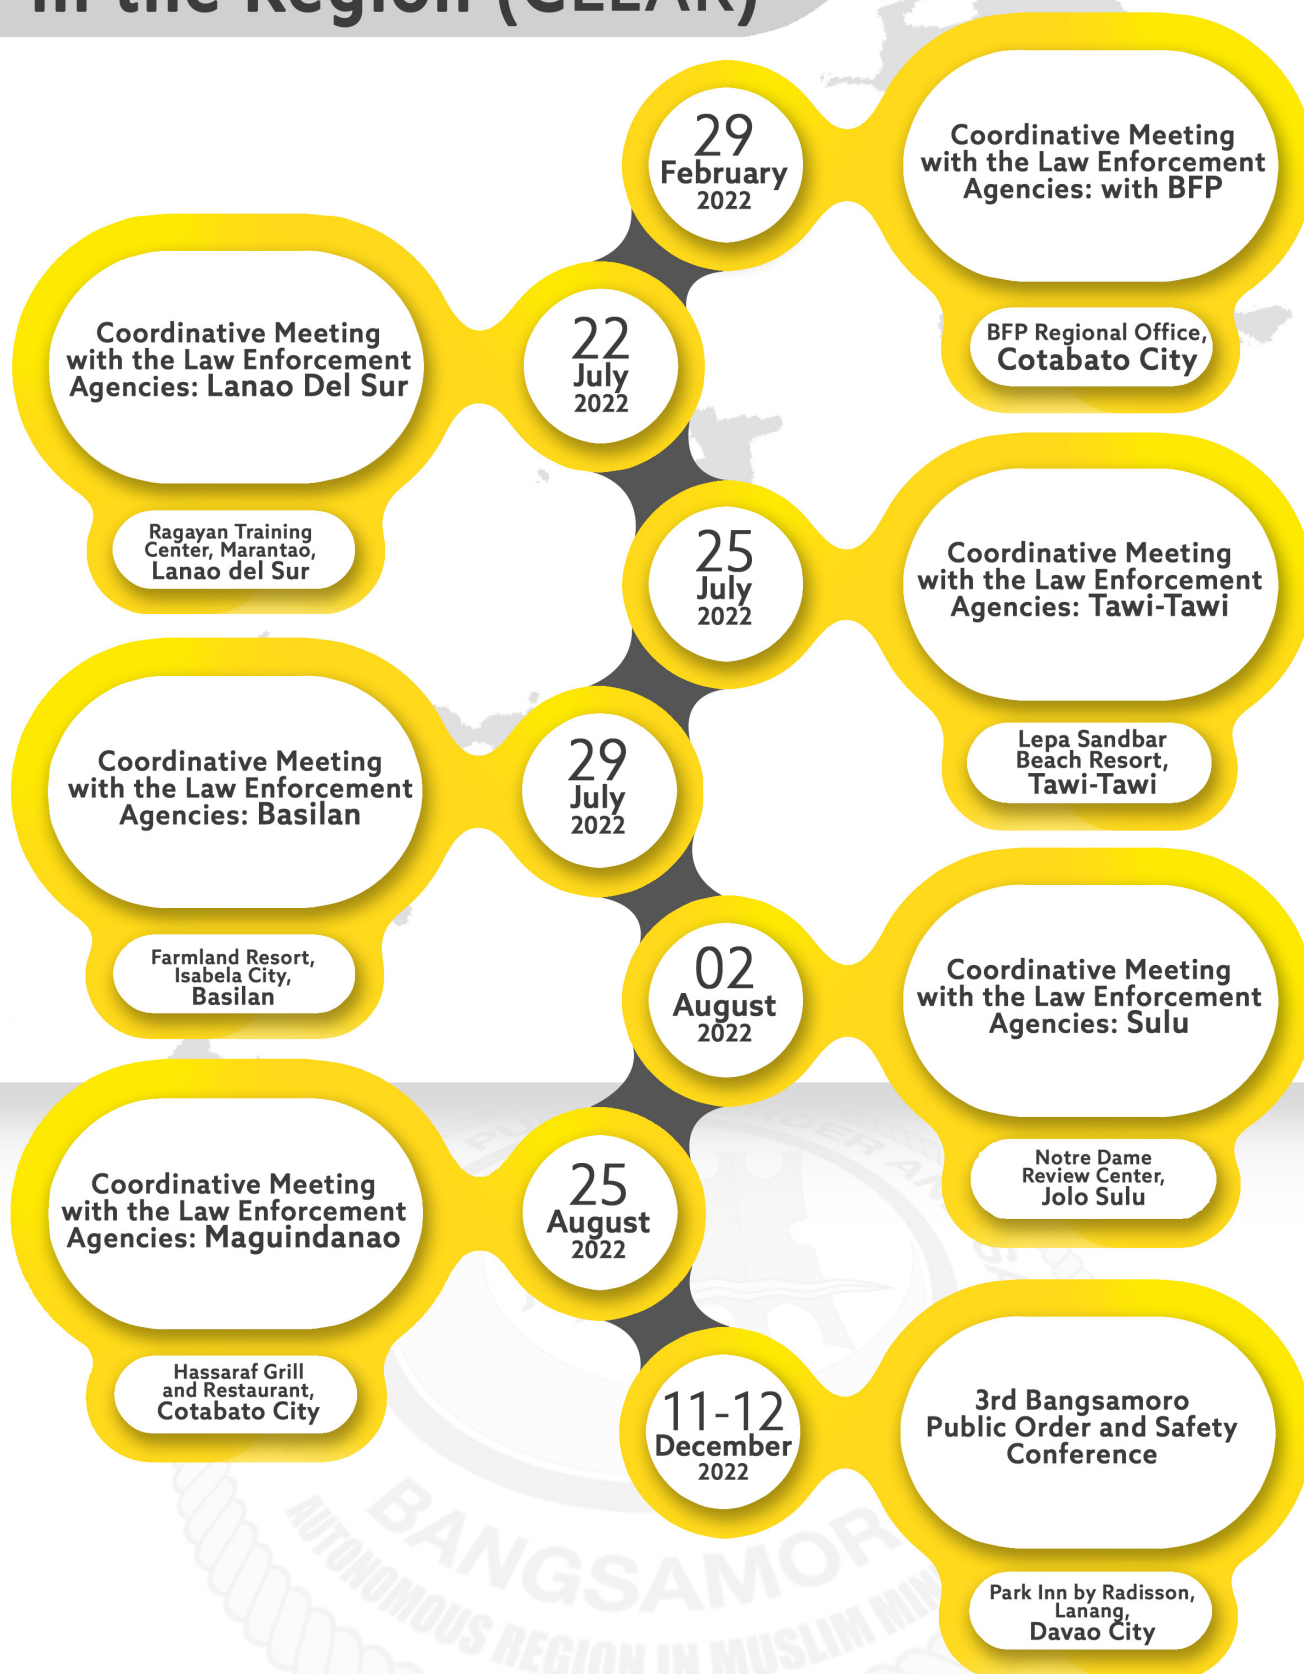 in the Region (CLEAR)
29
February
2022
Coordinative Meeting
with the Law Enforcement
Agencies: with BFP
BFP Regional Office,
Cotabato City
22
July
2022
Coordinative Meeting
with the Law Enforcement
Agencies: Lanao Del Sur
Ragayan Training
Center, Marantao,
Lanao del Sur
25
July
2022
Coordinative Meeting
with the Law Enforcement
Agencies: Tawi-Tawi
Lepa Sandbar
Beach Resort,
Tawi-Tawi
29
July
2022
Coordinative Meeting
with the Law Enforcement
Agencies: Basilan
Farmland Resort,
Isabela City,
Basilan
02
August
2022
Coordinative Meeting
with the Law Enforcement
Agencies: Sulu
Notre Dame
Review Center,
Jolo Sulu
25
August
2022
Coordinative Meeting
with the Law Enforcement
Agencies: Maguindanao
Hassaraf Grill
and Restaurant,
Cotabato City
11-12
December
2022
3rd Bangsamoro
Public Order and Safety
Conference
Park Inn by Radisson,
Lanang,
Davao City
BANGSAMOR
AUTONOMOUS REGION IN MUSLIM MIN